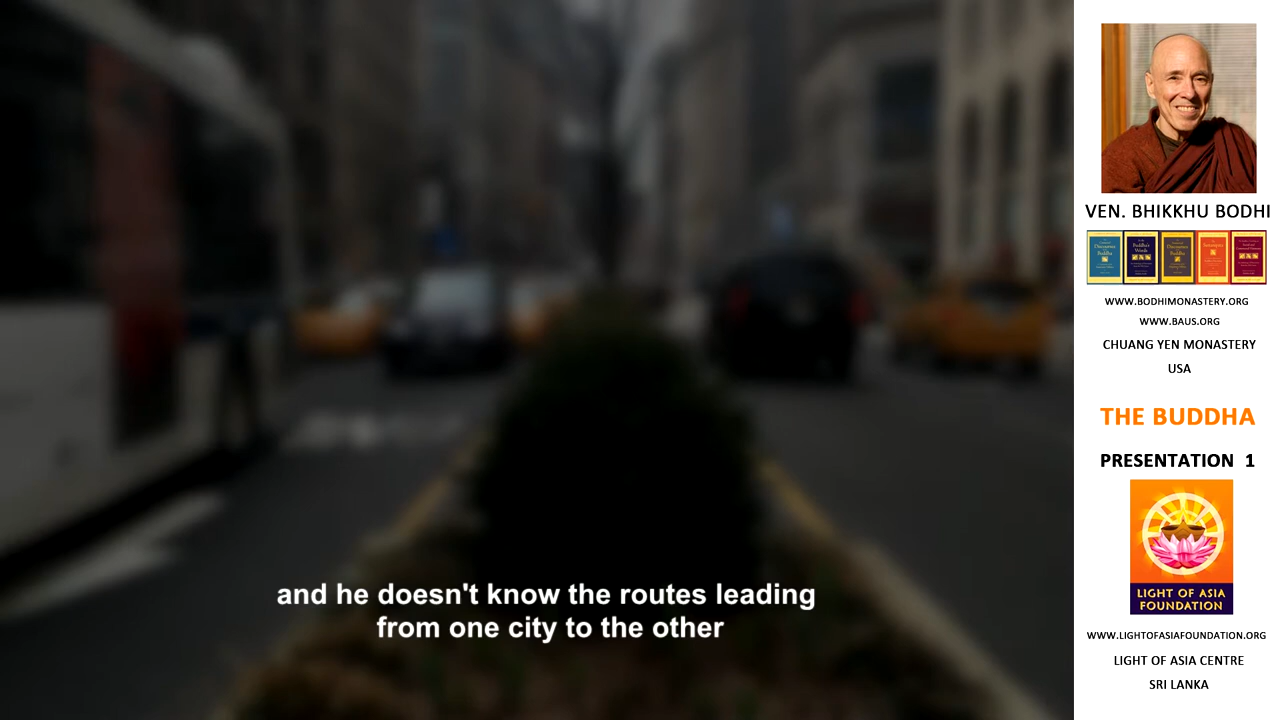 and he doesn't know the routes leading
from one city to the other
VEN. BHIKKHU BODHI
WWW.BODHIMONASTERY.ORG
WWW.BAUS.ORG
CHUANG YEN MONASTERY
USA
THE BUDDHA
PRESENTATION 1
LIGHT OF ASIA
FOUNDATION
WWW.LIGHTOFASIAFOUNDATION.ORG
LIGHT OF ASIA CENTRE
SRI LANKA